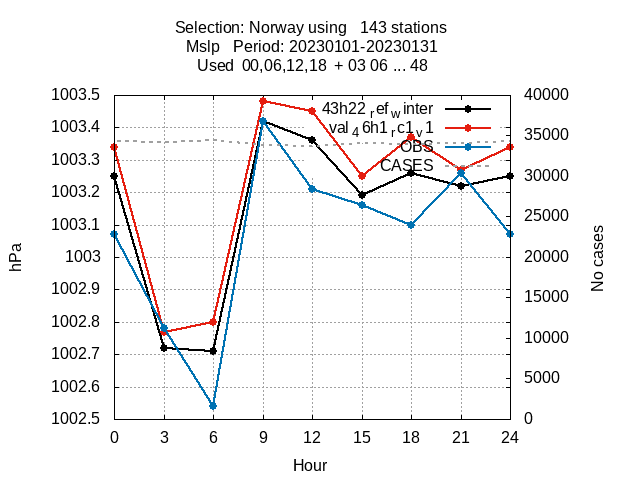 Selection: Norway using 143 stations
Mslp Period: 20230101-20230131
Used 00,06,12,18 + 03 06 ... 48
1003.5
1003.4
1003.3
1003.2
1003.1
1003
1002.9
1002.8
1002.7
1002.6
1002.5
hPa
43h22_ref_winter
val_46h1_rc1_v1
OBS
CASES
40000
35000
30000
25000
20000
15000
10000
5000
0
No cases
0 3 6 9 12 15 18 21 24
Hour